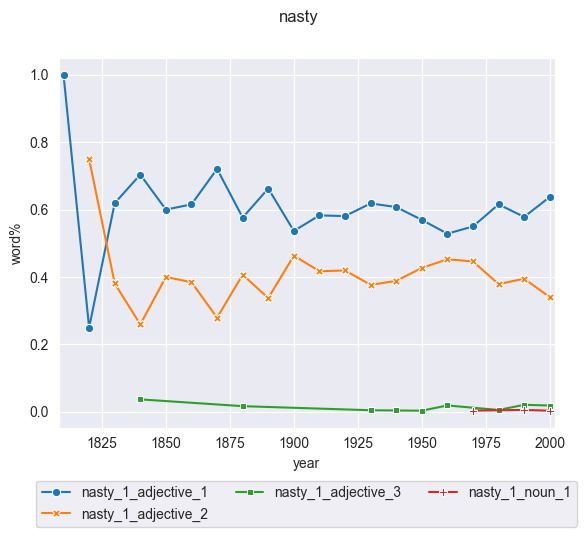 nasty
1.0
0.8
0.6
0.4
0.2
0.0
word%
1825 1850 1875 1900 1925 1950 1975 2000
year
nasty_1_adjective_1 nasty_1_adjective_3 nasty_1_noun_1
nasty_1_adjective_2